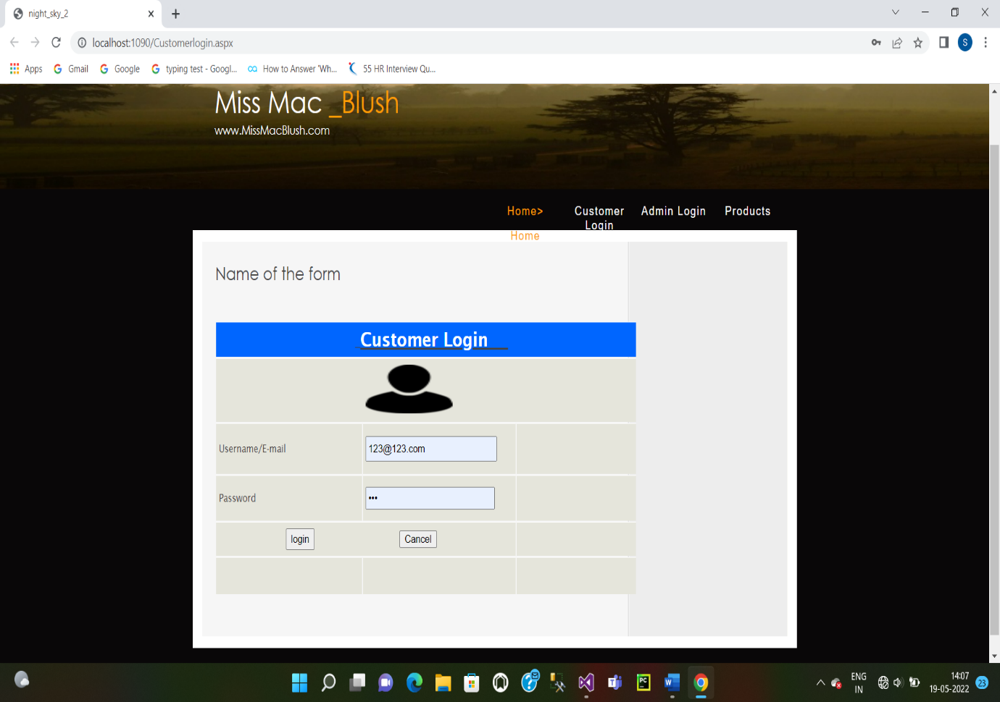 night_sky_2
localhost:1090/Customerlogin.aspx
S
Apps
Gmail
Google
typing test - Googl...
How to Answer 'Wh...
55 HR Interview Qu...
Miss Mac _Blush
www.MissMacBlush.com
Home>
Customer Login
Admin Login
Products
Home
Name of the form
Customer Login
Username/E-mail
123@123.com
Password
•••
login
Cancel
PC
W
ENG
IN
14:07
19-05-2022
23